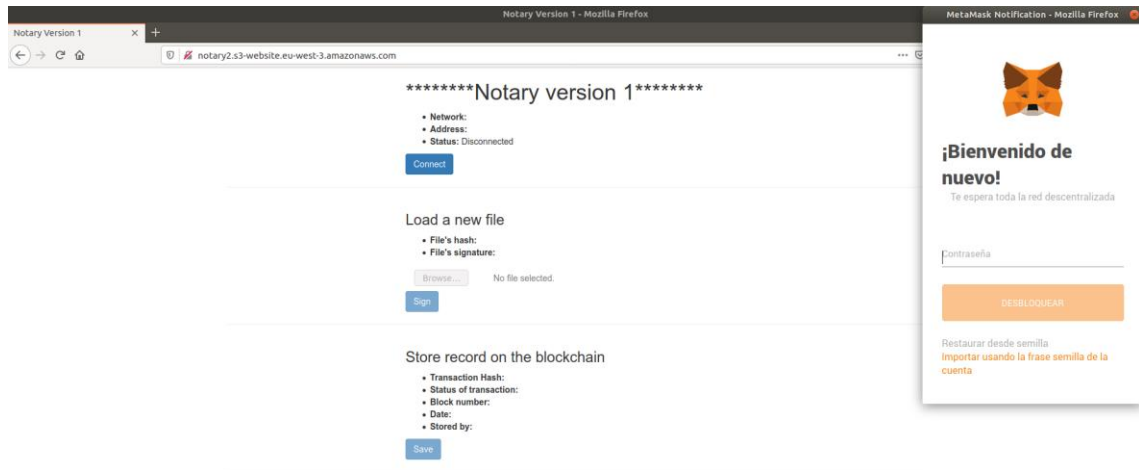 Notary Version 1 - Mozilla Firefox
MetaMask Notification - Mozilla Firefox
Notary Version 1
notary2.s3-website.eu-west-3.amazonaws.com
********Notary version 1********
• Network:
• Address:
• Status: Disconnected
Connect
Load a new file
• File's hash:
• File's signature:
Browse... No file selected.
Sign
Store record on the blockchain
• Transaction Hash:
• Status of transaction:
• Block number:
• Date:
• Stored by:
Save
¡Bienvenido de
nuevo!
Te espera toda la red descentralizada
Contraseña
DESBLOQUEAR
Restaurar desde semilla
Importar usando la frase semilla de la
cuenta